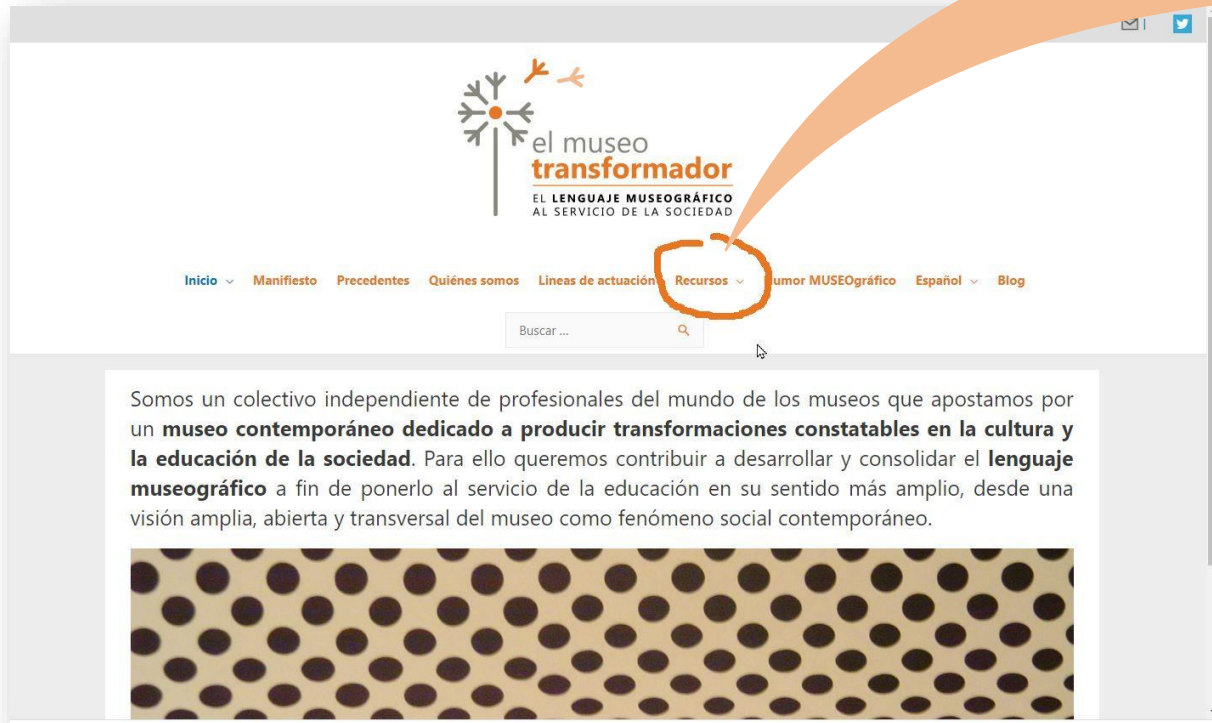 el museo
transformador
EL LENGUAJE MUSEOGRÁFICO
AL SERVICIO DE LA SOCIEDAD
Inicio Manifiesto Precedentes Quiénes somos Lineas de actuación Recursos umor MUSEOgráfico Español Blog
Buscar ...
Somos un colectivo independiente de profesionales del mundo de los museos que apostamos por
un museo contemporáneo dedicado a producir transformaciones constatables en la cultura y
la educación de la sociedad. Para ello queremos contribuir a desarrollar y consolidar el lenguaje
museográfico a fin de ponerlo al servicio de la educación en su sentido más amplio, desde una
visión amplia, abierta y transversal del museo como fenómeno social contemporáneo.